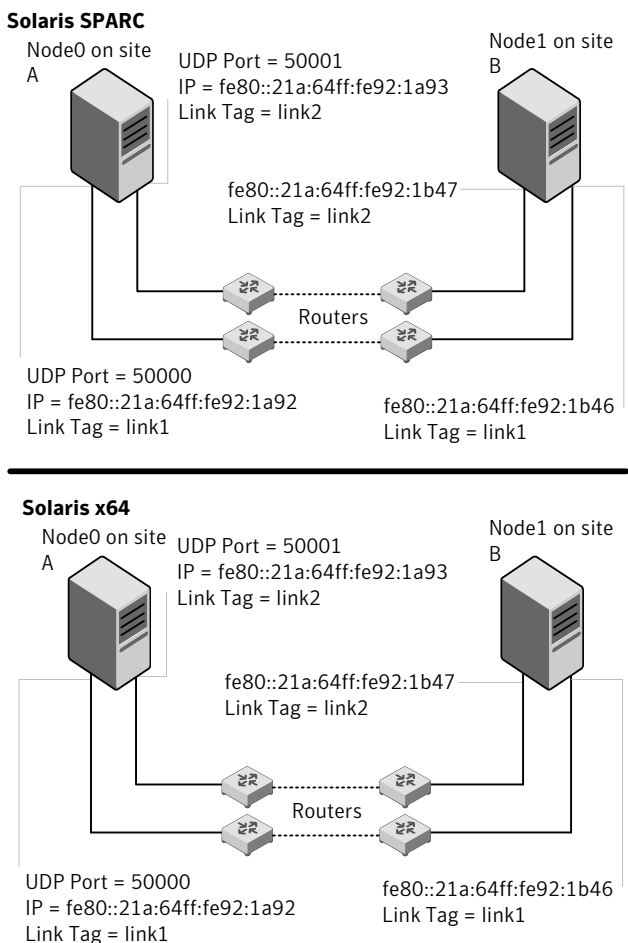 Solaris SPARC
Node0 on site
A
UDP Port = 50001
IP = fe80::21a:64ff:fe92:1a93
Link Tag = link2
Node1 on site
B
fe80::21a:64ff:fe92:1b47
Link Tag = link2
Routers
UDP Port = 50000
IP = fe80::21a:64ff:fe92:1a92
Link Tag = link1
fe80::21a:64ff:fe92:1b46
Link Tag = link1
Solaris x64
Node0 on site
A
UDP Port = 50001
IP = fe80::21a:64ff:fe92:1a93
Link Tag = link2
Node1 on site
B
fe80::21a:64ff:fe92:1b47
Link Tag = link2
Routers
UDP Port = 50000
IP = fe80::21a:64ff:fe92:1a92
Link Tag = link1
fe80::21a:64ff:fe92:1b46
Link Tag = link1